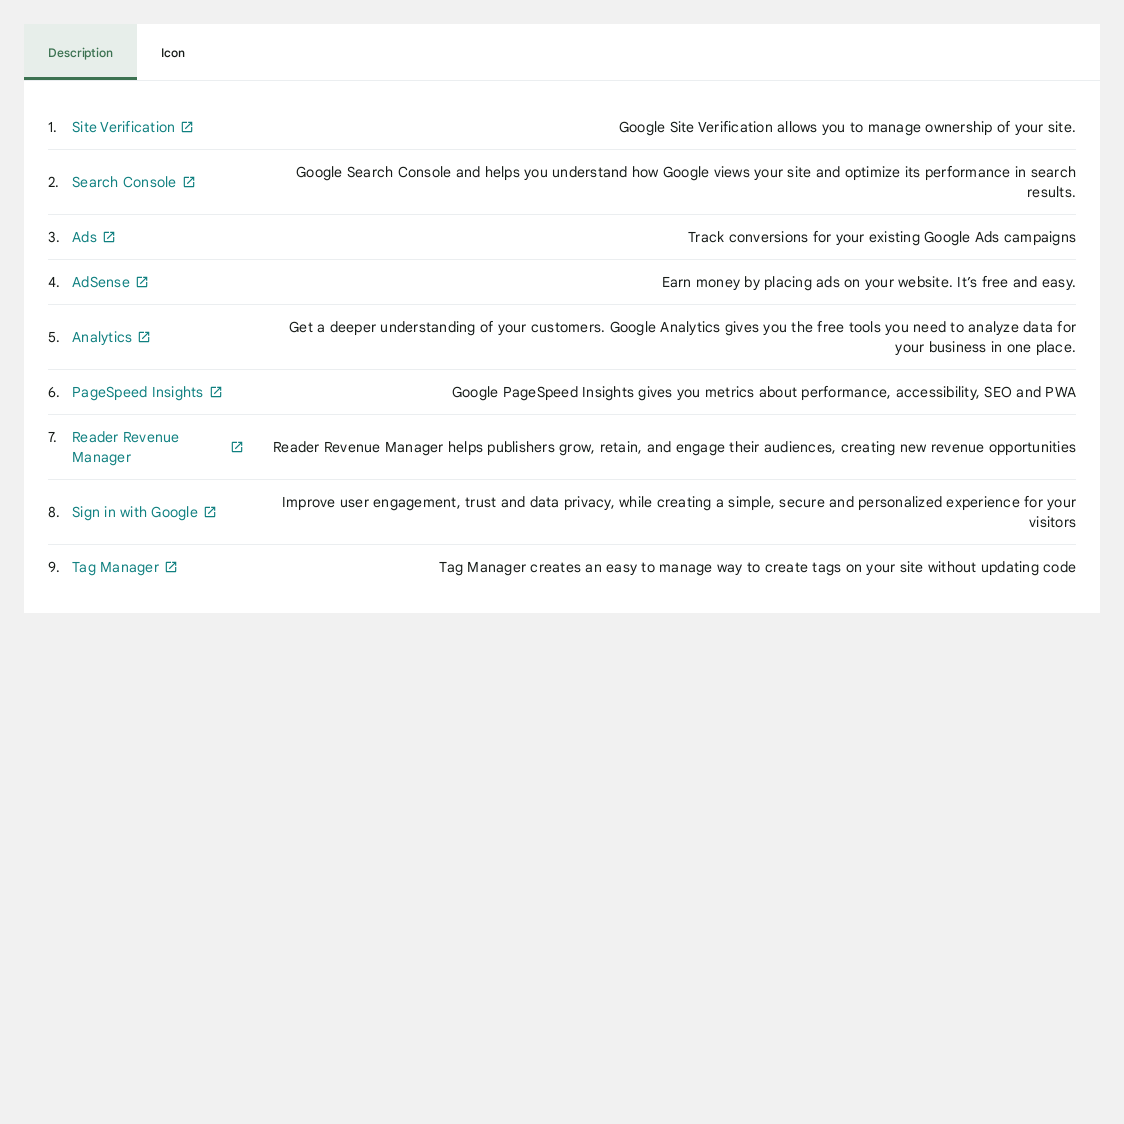 Description
Icon
1. Site Verification
Google Site Verification allows you to manage ownership of your site.
2. Search Console
Google Search Console and helps you understand how Google views your site and optimize its performance in search
results.
3. Ads
Track conversions for your existing Google Ads campaigns
4. AdSense
Earn money by placing ads on your website. It’s free and easy.
5. Analytics
Get a deeper understanding of your customers. Google Analytics gives you the free tools you need to analyze data for
your business in one place.
6. PageSpeed Insights
Google PageSpeed Insights gives you metrics about performance, accessibility, SEO and PWA
7. Reader Revenue
Manager
Reader Revenue Manager helps publishers grow, retain, and engage their audiences, creating new revenue opportunities
8. Sign in with Google
Improve user engagement, trust and data privacy, while creating a simple, secure and personalized experience for your
visitors
9. Tag Manager
Tag Manager creates an easy to manage way to create tags on your site without updating code